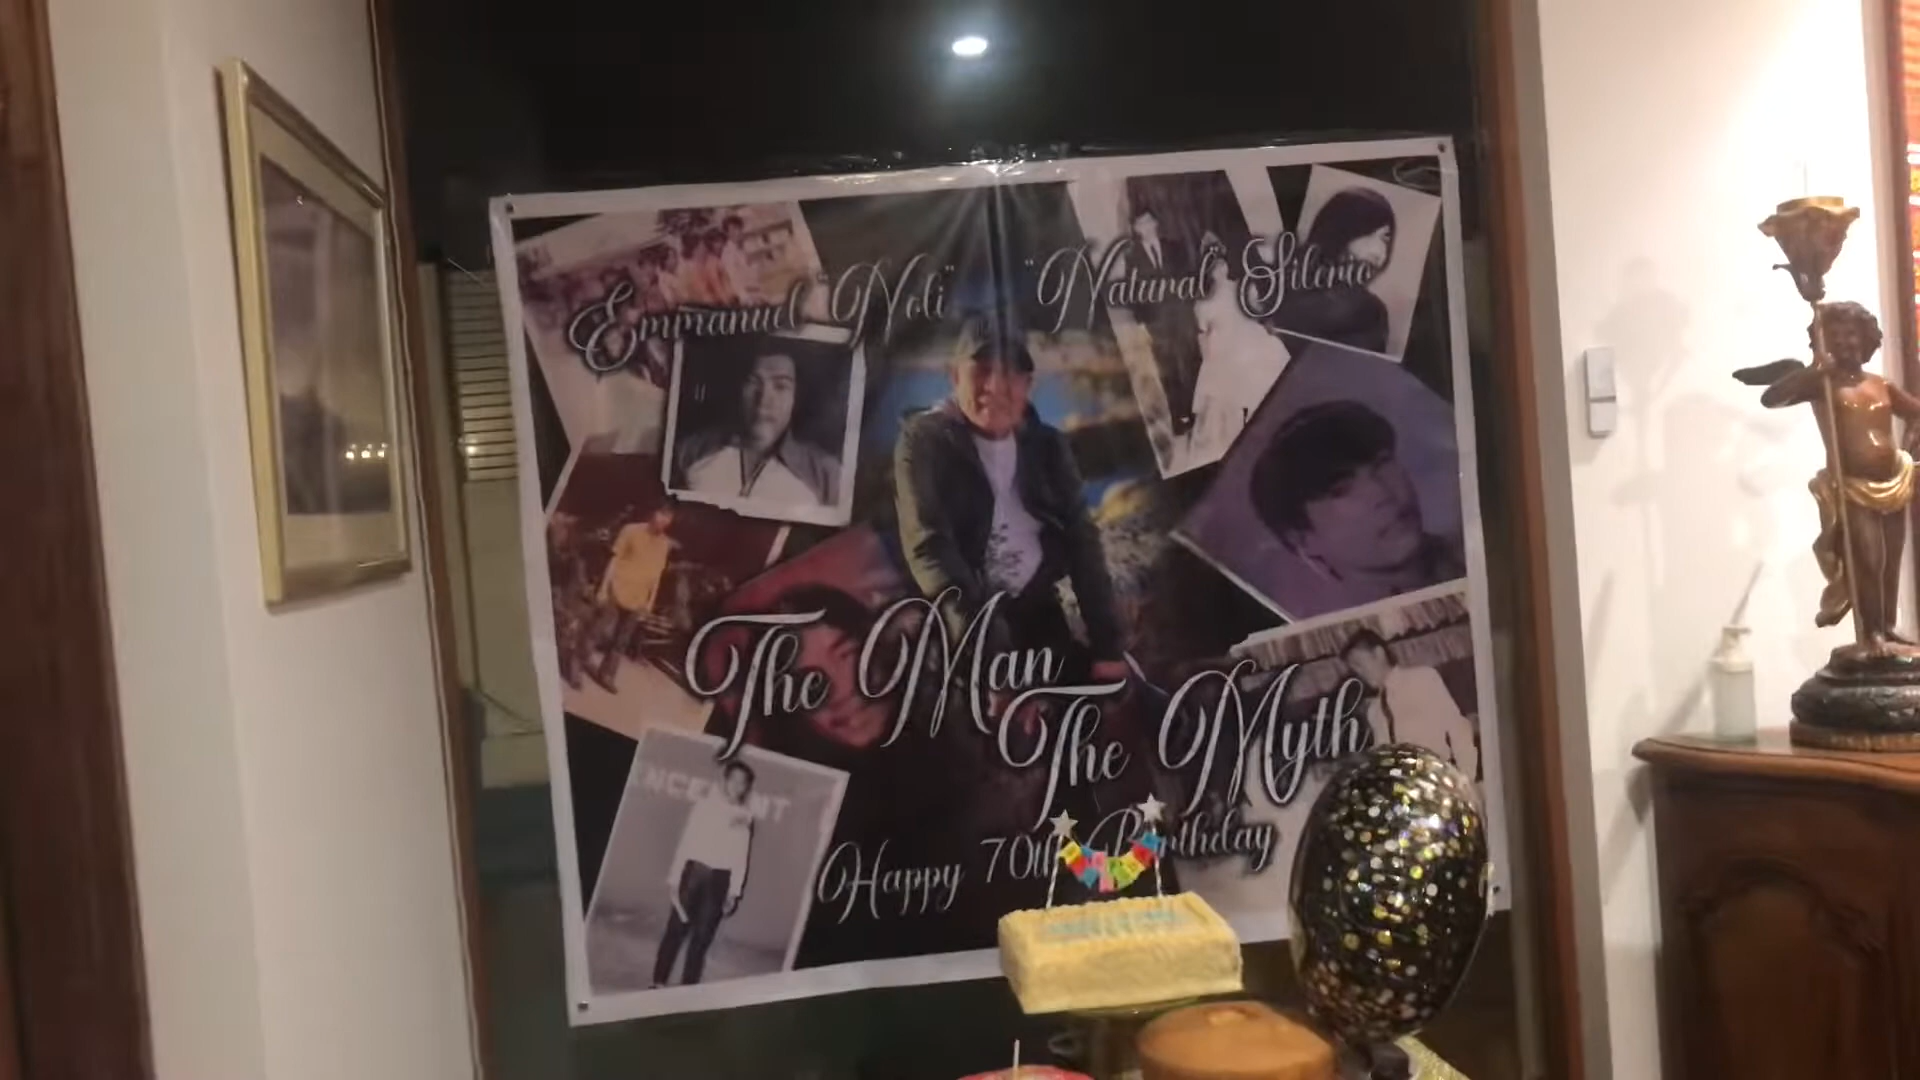 Emmanuel "Noli" "Natural" Silerio
The Man
The Myth
Happy 70th Birthday